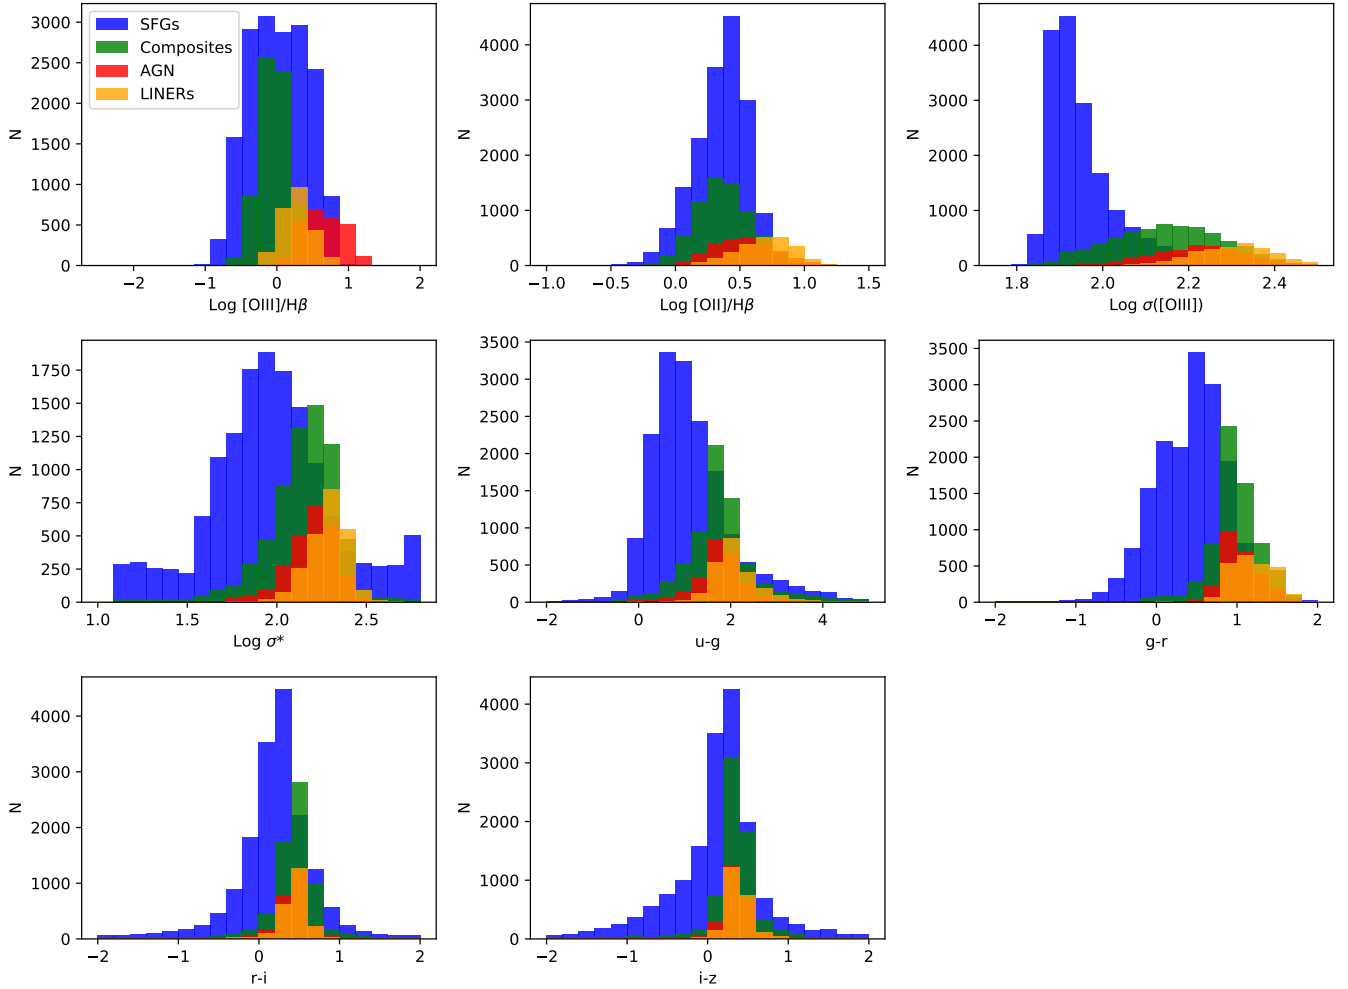 3000
2500
2000
1500
1000
500
0
N
SFGs
Composites
AGN
LINERs
−2 −1 0 1 2
Log [OIII]/Hβ
4000
3000
2000
1000
0
N
−1.0 −0.5 0.0 0.5 1.0 1.5
Log [OII]/Hβ
4000
3000
2000
1000
0
N
1.8 2.0 2.2 2.4
Log σ([OIII])
1750
1500
1250
1000
750
500
250
0
N
1.0 1.5 2.0 2.5
Log σ*
3500
3000
2500
2000
1500
1000
500
0
N
−2 0 2 4
u-g
3500
3000
2500
2000
1500
1000
500
0
N
−2 −1 0 1 2
g-r
4000
3000
2000
1000
0
N
−2 −1 0 1 2
r-i
4000
3000
2000
1000
0
N
−2 −1 0 1 2
i-z